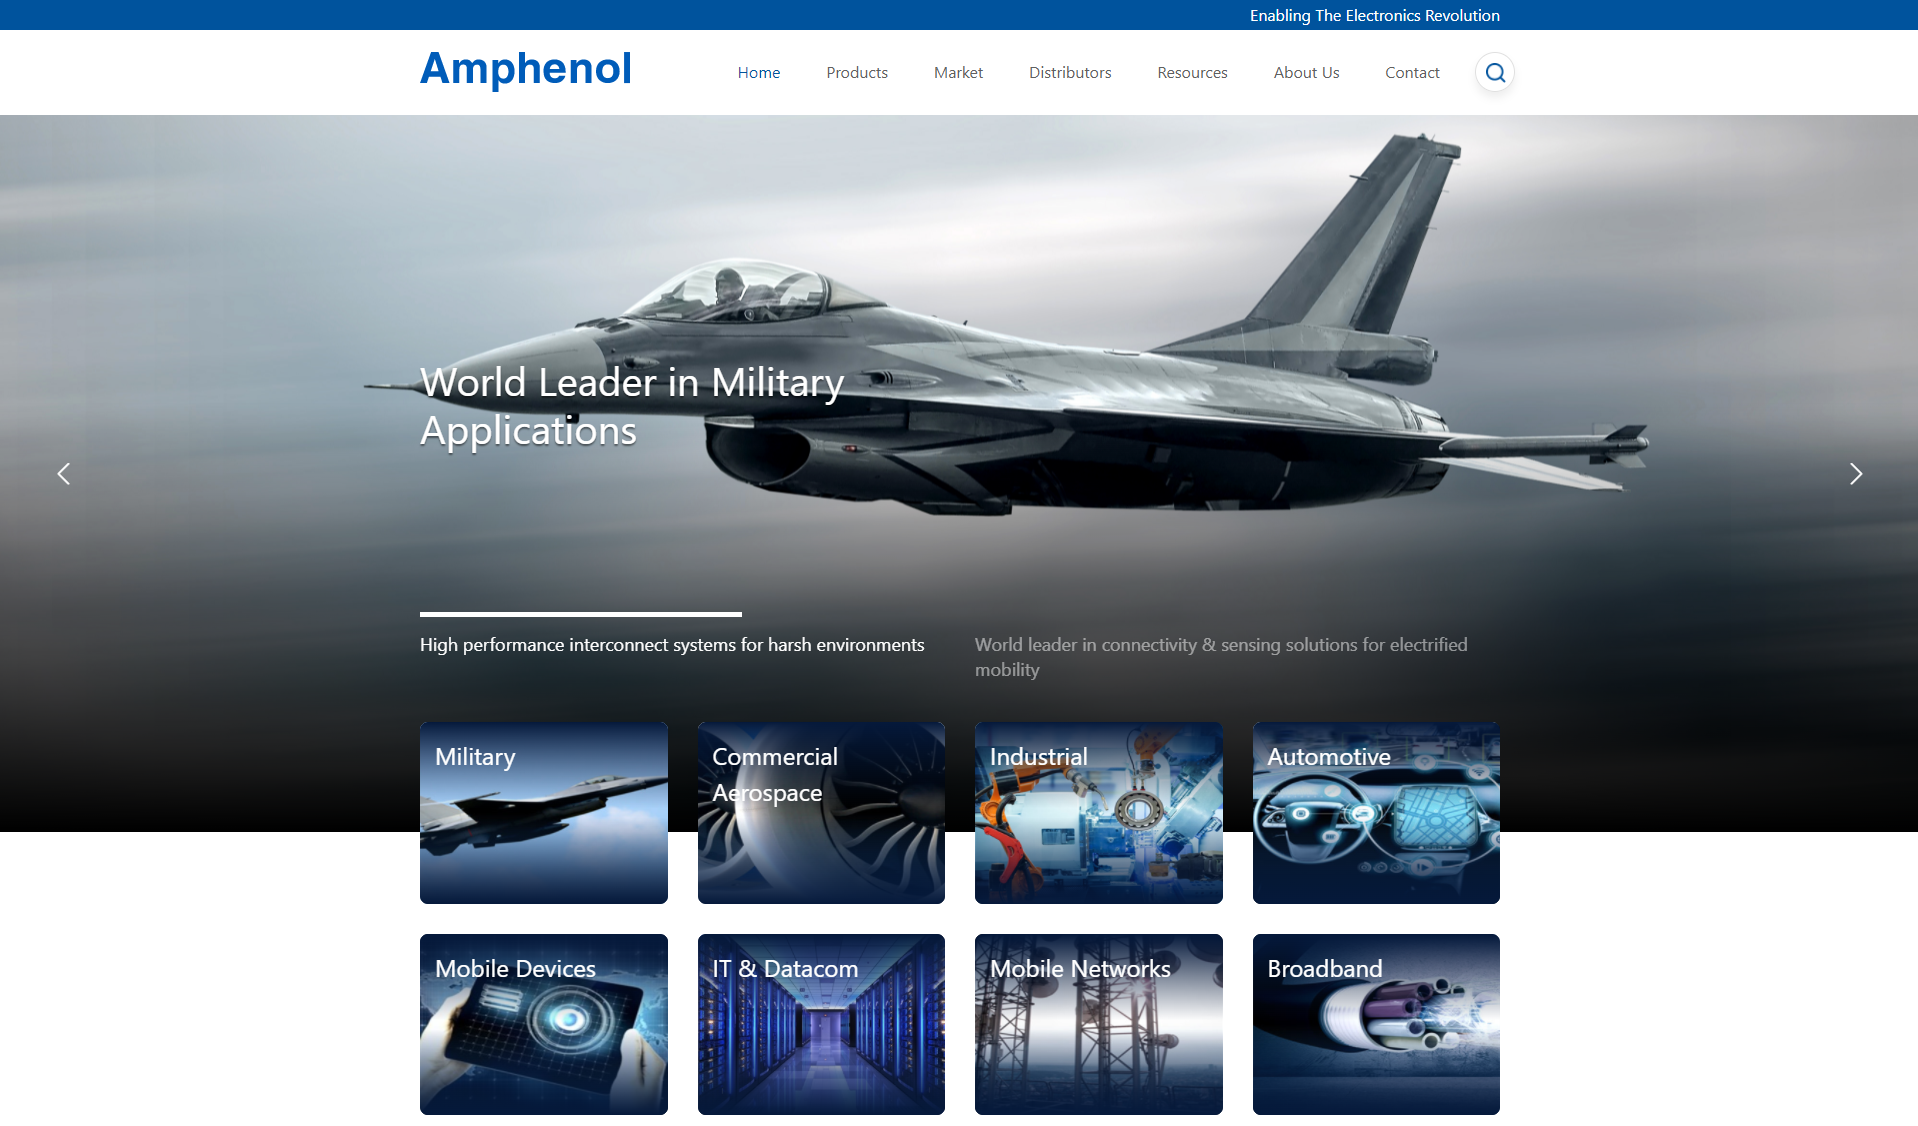 Enabling The Electronics Revolution
Amphenol
Home Products Market Distributors Resources About Us Contact
World Leader in Military
Applications
High performance interconnect systems for harsh environments
World leader in connectivity & sensing solutions for electrified
mobility
Military
Commercial
Aerospace
Industrial
Automotive
Mobile Devices
IT & Datacom
Mobile Networks
Broadband